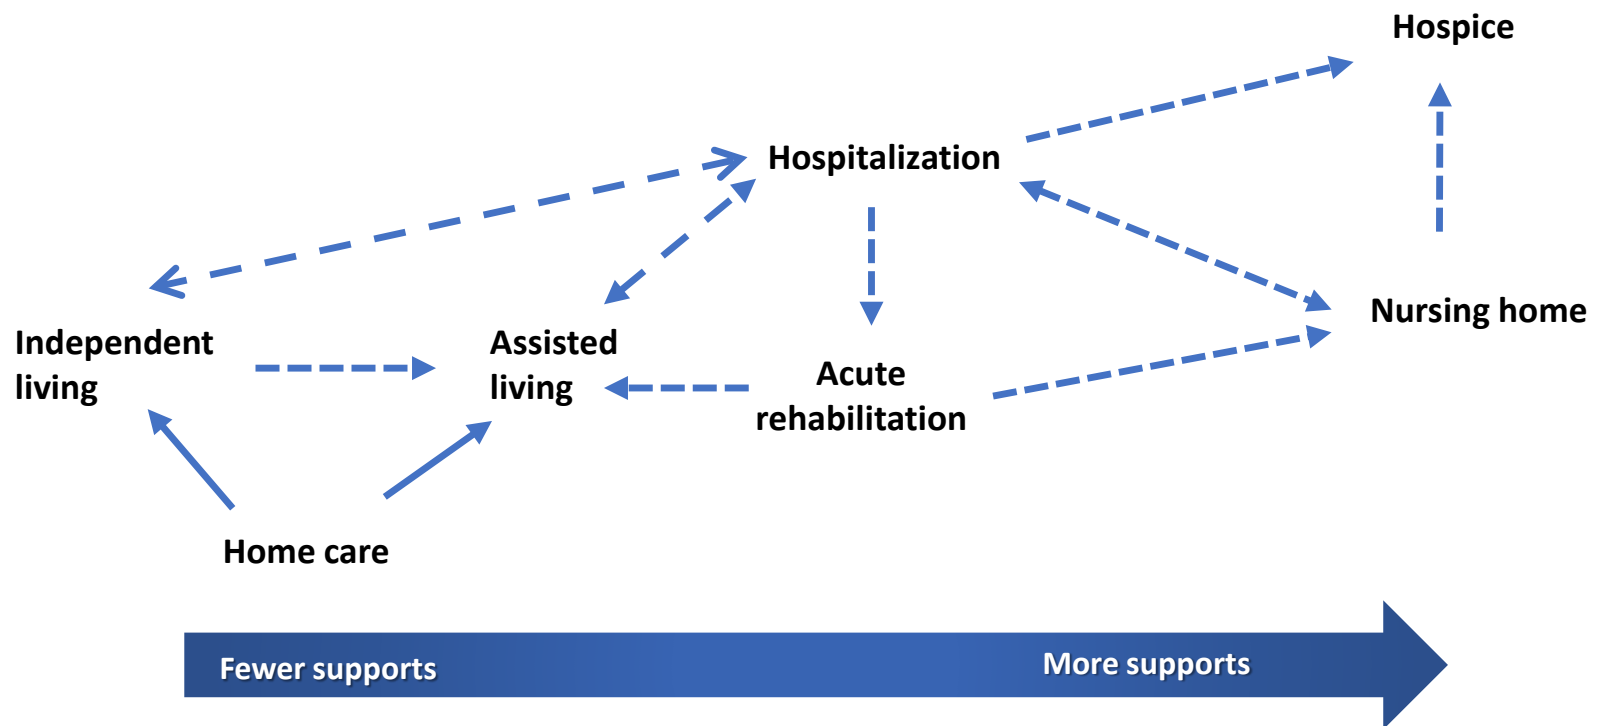 Hospice
Hospitalization
Nursing home
Independent
living
Assisted
living
Acute
rehabilitation
Home care
Fewer supports
More supports